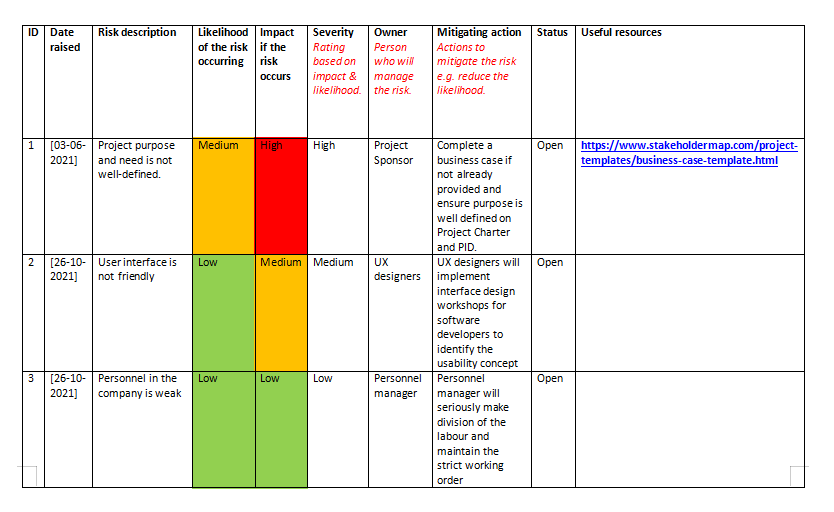 ID Date raised Risk description Likelihood of the risk occurring Impact if the risk occurs Severity Rating based on impact & likelihood. Owner Person who will manage the risk. Mitigating action Actions to mitigate the risk e.g. reduce the likelihood. Status Useful resources
1 [03-06-2021] Project purpose and need is not well-defined. Medium High High Project Sponsor Complete a business case if not already provided and ensure purpose is well defined on Project Charter and PID. Open https://www.stakeholdermap.com/project-templates/business-case-template.html
2 [26-10-2021] User interface is not friendly Low Medium Medium UX designers UX designers will implement interface design workshops for software developers to identify the usability concept Open
3 [26-10-2021] Personnel in the company is weak Low Low Low Personnel manager Personnel manager will seriously make division of the labour and maintain the strict working order Open